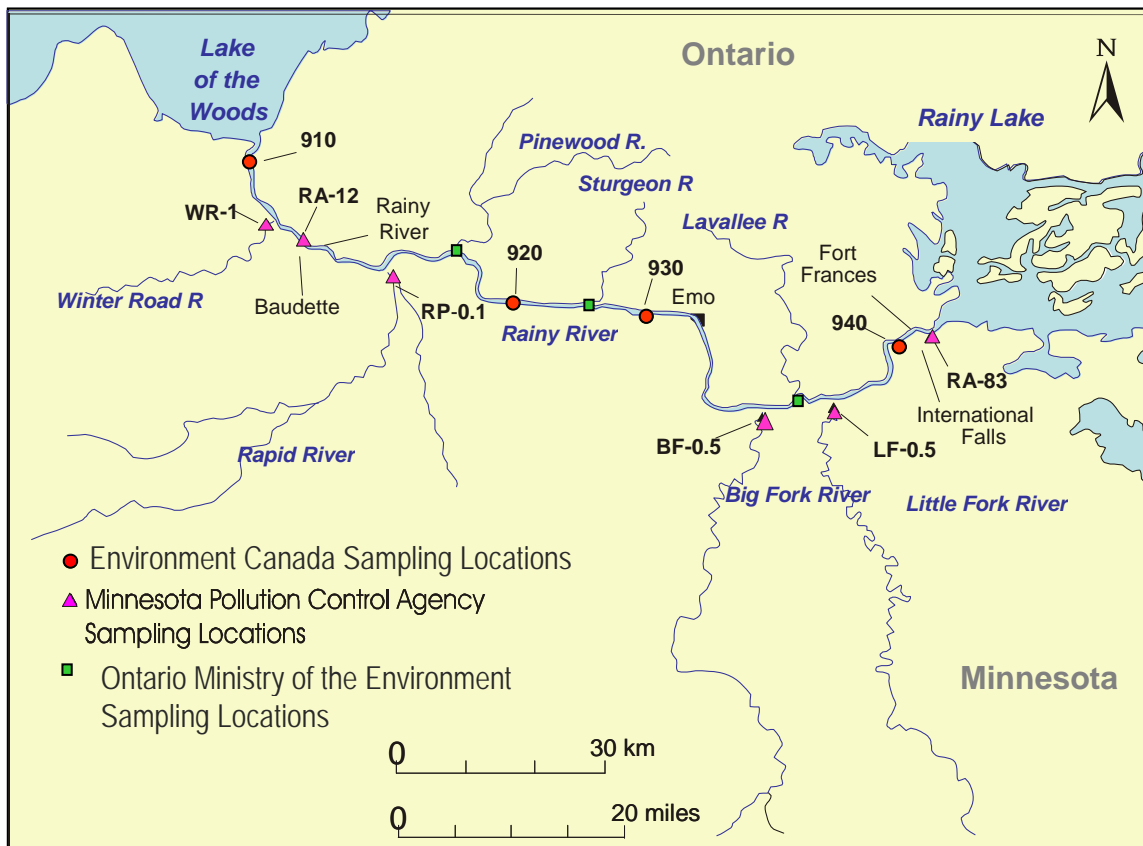 Lake
of the
Woods
Ontario
N
Rainy Lake
910
Pinewood R.
Sturgeon R
WR-1
RA-12
Rainy
River
Lavallee R
Fort
Frances
920
930
Emo
Winter Road R
Baudette
RP-0.1
Rainy River
940
RA-83
International
Falls
BF-0.5
LF-0.5
Rapid River
Big Fork River
Little Fork River
Environment Canada Sampling Locations
Minnesota Pollution Control Agency
Sampling Locations
Ontario Ministry of the Environment
Sampling Locations
Minnesota
0 30 km
0 20 miles